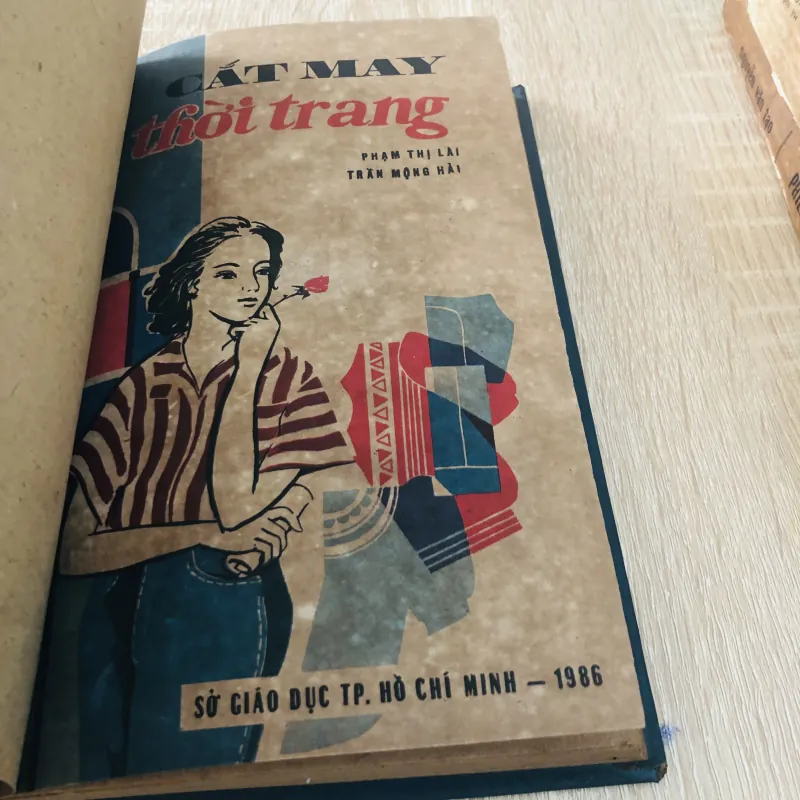 CẮT MAY
thời trang
PHẠM THỊ LÀI
TRẦN MỘNG HẢI
SỞ GIÁO DỤC TP. HỒ CHÍ MINH — 1986